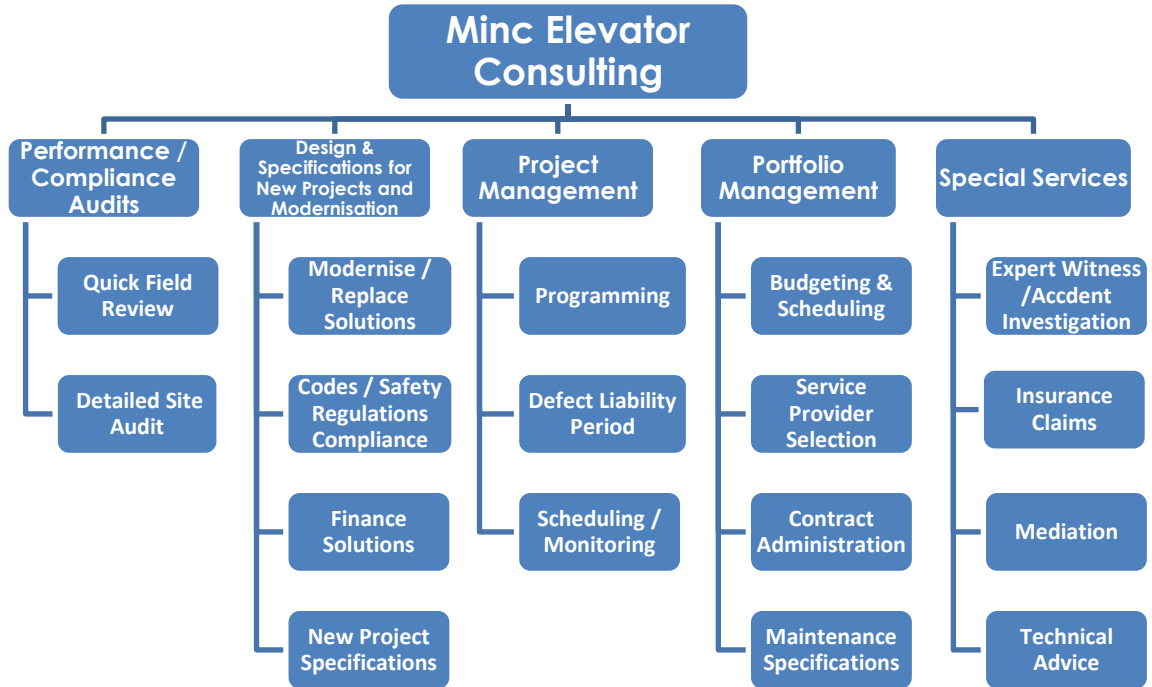 Minc Elevator
Consulting
Performance /
Compliance
Audits
Quick Field
Review
Detailed Site
Audit
Design &
Specifications for
New Projects and
Modernisation
Modernise /
Replace
Solutions
Codes / Safety
Regulations
Compliance
Finance
Solutions
New Project
Specifications
Project
Management
Programming
Defect Liability
Period
Scheduling /
Monitoring
Portfolio
Management
Budgeting &
Scheduling
Service
Provider
Selection
Contract
Administration
Maintenance
Specifications
Special Services
Expert Witness
/Accdent
Investigation
Insurance
Claims
Mediation
Technical
Advice